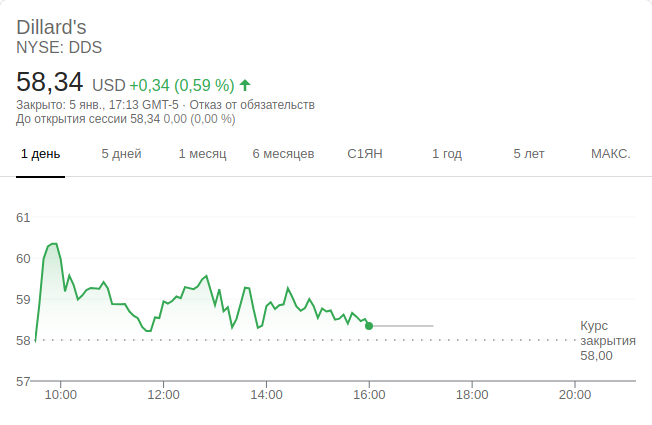 Dillard's
NYSE: DDS
58,34 USD +0,34 (0,59 %)
Закрыто: 5 янв., 17:13 GMT-5 · Отказ от обязательств
До открытия сессии 58,34 0,00 (0,00 %)
1 день 5 дней 1 месяц 6 месяцев С1ЯН 1 год 5 лет МАКС.
61
60
59
Курс
58 закрытия
58,00
57
10:00 12:00 14:00 16:00 18:00 20:00